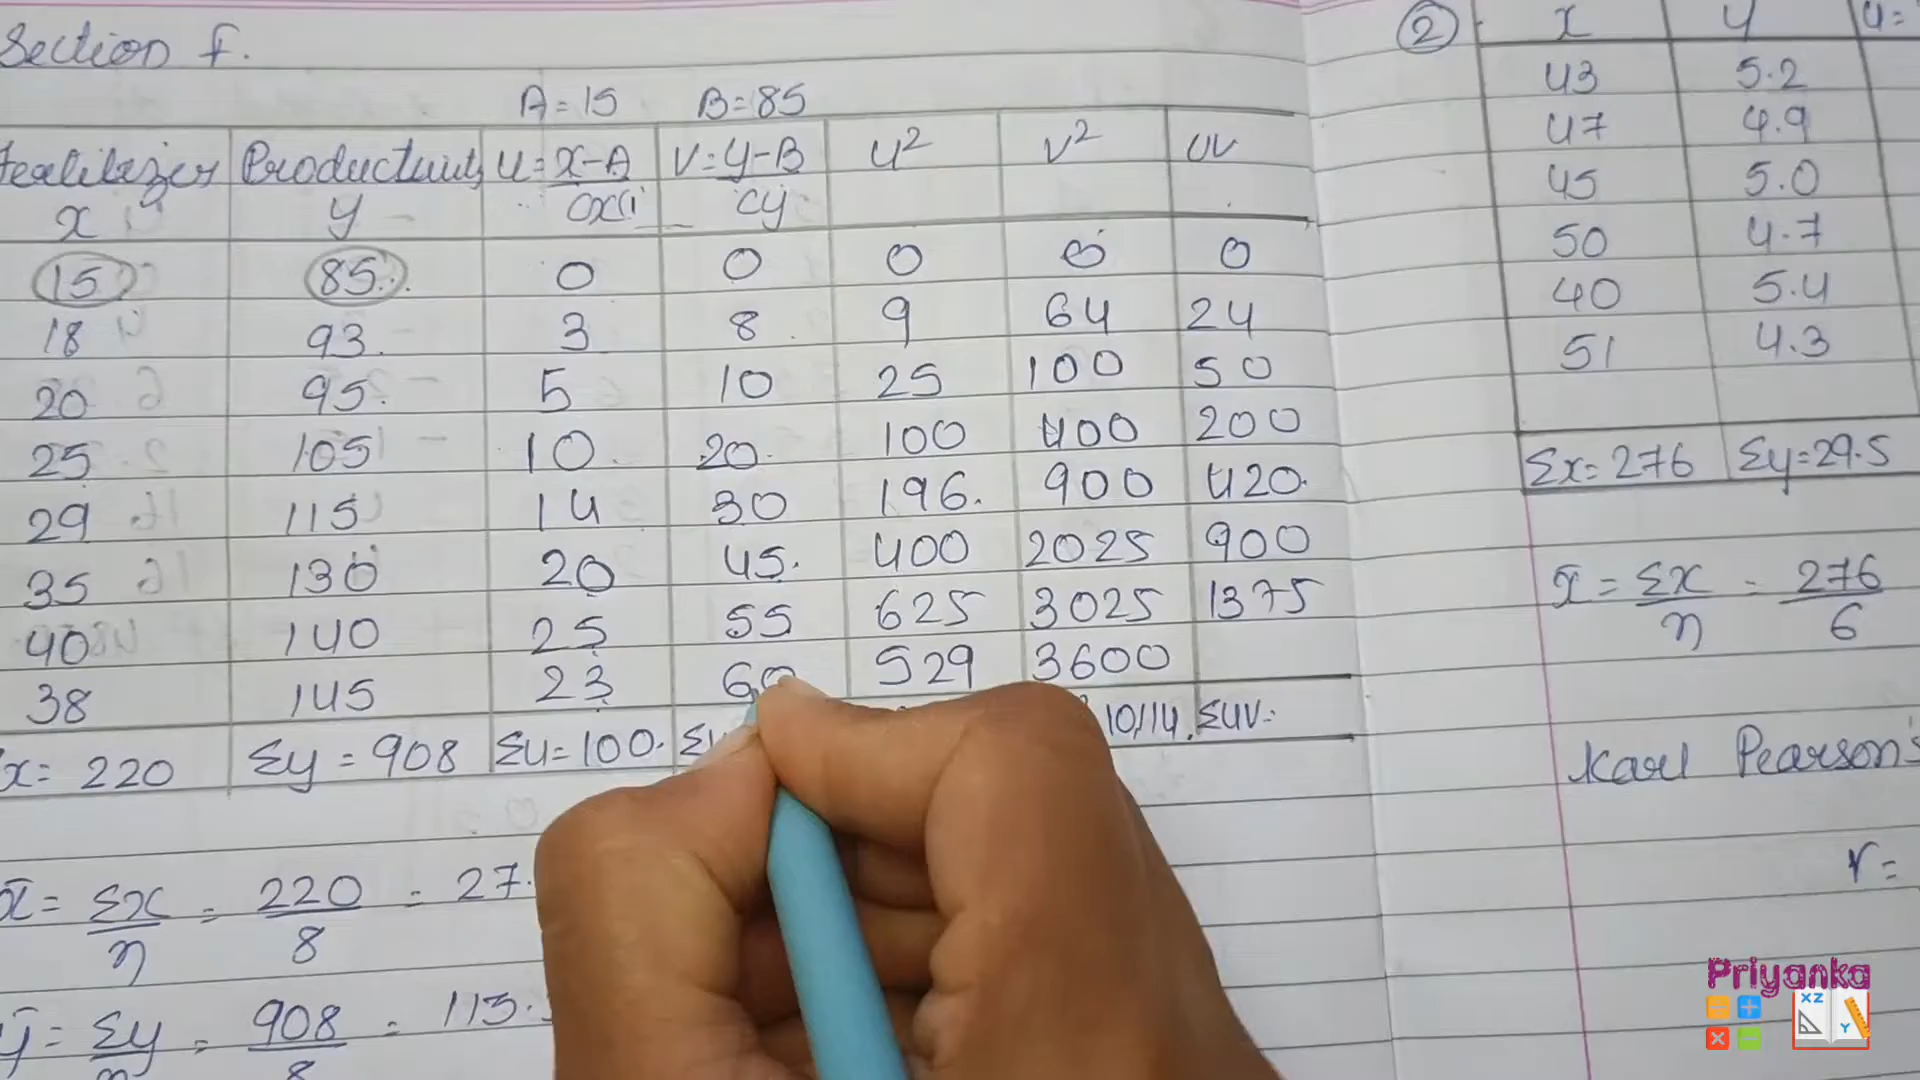 Section f.
A=15 B=85
Productivity U=x-A V=y-B U² V² UV
x y cy
15 85 0 0 0 0 0
18 93 3 8 9 64 24
20 95 5 10 25 100 50
25 105 10 20 100 400 200
29 115 14 30 196 900 420
35 130 20 45 400 2025 900
40 140 25 55 625 3025 1375
38 145 23 60 529 3600
x=220 Σy=908 ΣU=100 10114 ΣUV=
x̄=Σx/n=220/8=27.
ȳ=Σy/n=908/8=113.
② x y U=
43 5.2
47 4.9
45 5.0
50 4.7
40 5.4
51 4.3
Σx=276 Σy=29.5
x̄=Σx/n=276/6
Karl Pearson's
r=
Priyanka
XZ
Y